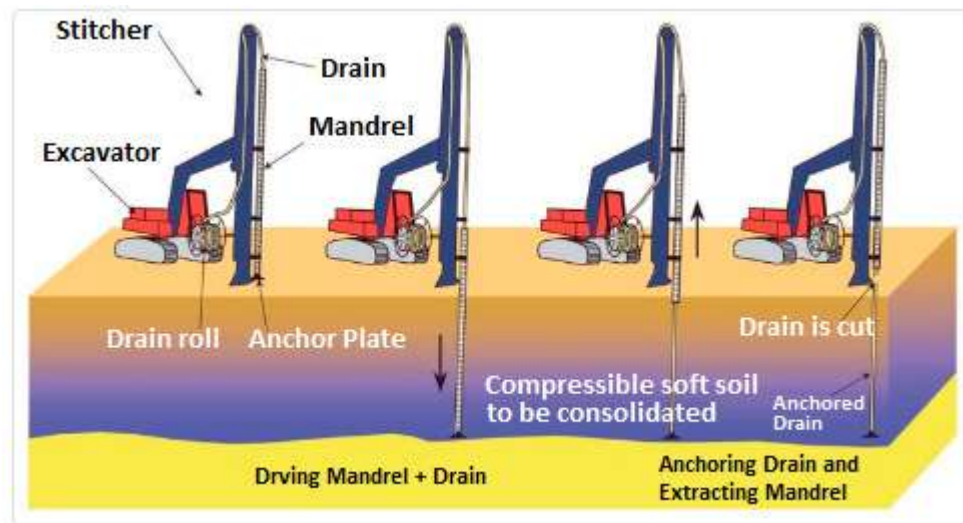 Stitcher
Drain
Mandrel
Excavator
Drain roll
Anchor Plate
Drain is cut
Compressible soft soil
to be consolidated
Anchored
Drain
Drving Mandrel + Drain
Anchoring Drain and
Extracting Mandrel